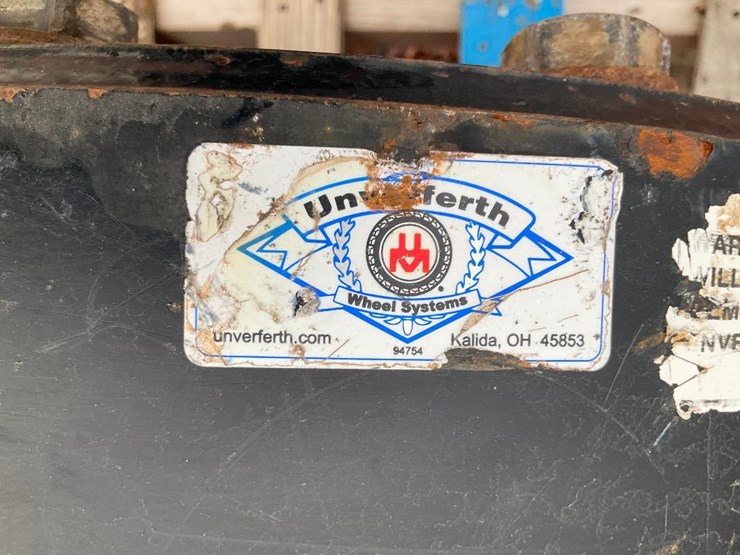 Unverferth
Wheel Systems
unverferth.com
94754
Kalida, OH 45853